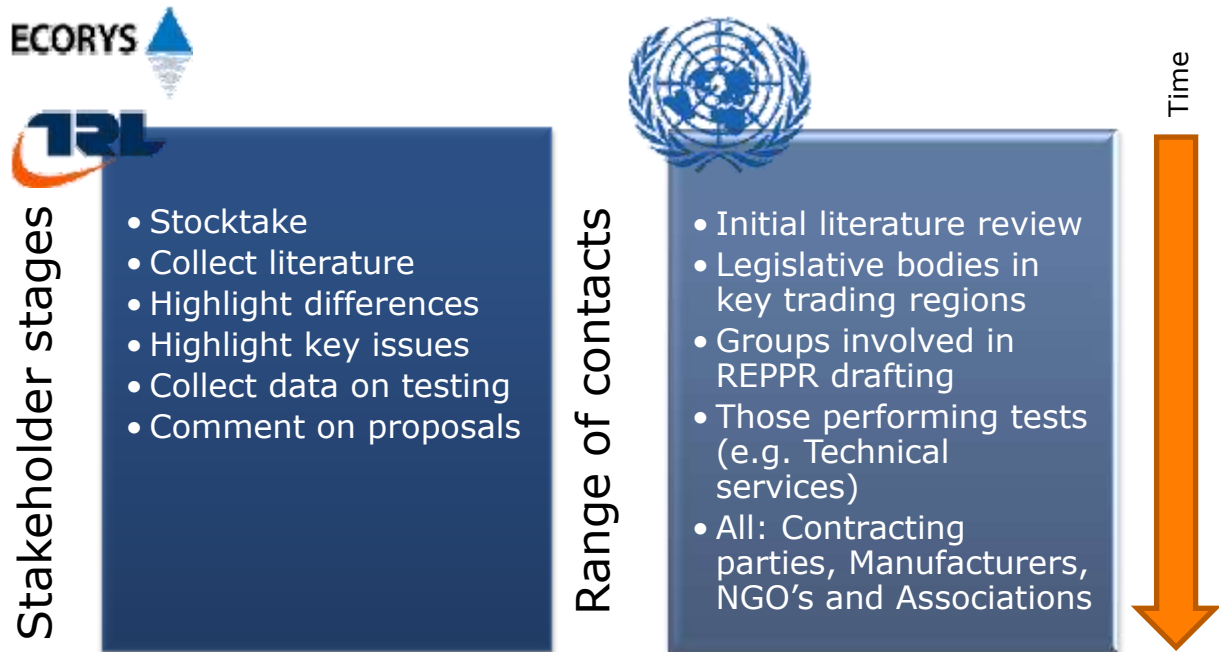 ECORYS
TRL
Stakeholder stages
• Stocktake
• Collect literature
• Highlight differences
• Highlight key issues
• Collect data on testing
• Comment on proposals
Range of contacts
• Initial literature review
• Legislative bodies in
key trading regions
• Groups involved in
REPPR drafting
• Those performing tests
(e.g. Technical
services)
• All: Contracting
parties, Manufacturers,
NGO’s and Associations
Time